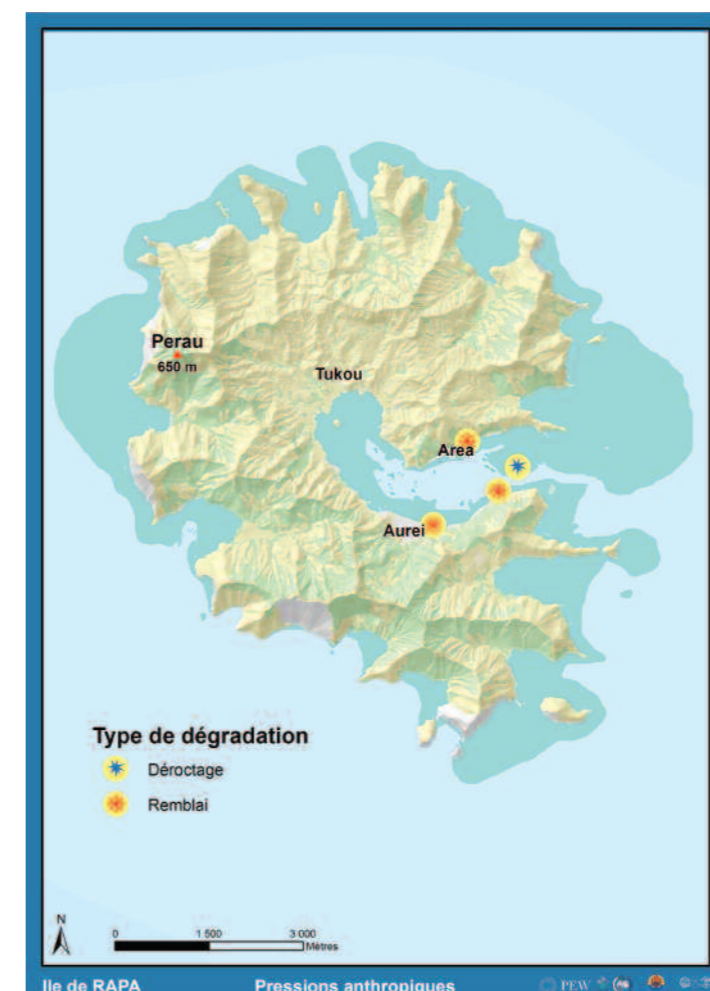 Perau
650 m
Tukou
Area
Aurei
Type de dégradation
Déroctage
Remblai
N
0 1 500 3 000
Mètres
Ile de RAPA Pressions anthropiques PEW